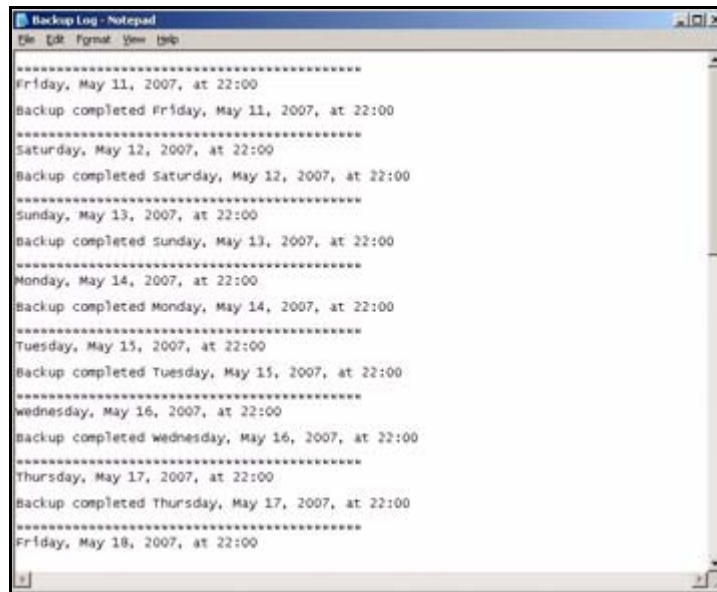 Backup Log - Notepad
File Edit Format View Help
********************************************
Friday, May 11, 2007, at 22:00
Backup completed Friday, May 11, 2007, at 22:00
********************************************
Saturday, May 12, 2007, at 22:00
Backup completed Saturday, May 12, 2007, at 22:00
********************************************
Sunday, May 13, 2007, at 22:00
Backup completed Sunday, May 13, 2007, at 22:00
********************************************
Monday, May 14, 2007, at 22:00
Backup completed Monday, May 14, 2007, at 22:00
********************************************
Tuesday, May 15, 2007, at 22:00
Backup completed Tuesday, May 15, 2007, at 22:00
********************************************
Wednesday, May 16, 2007, at 22:00
Backup completed Wednesday, May 16, 2007, at 22:00
********************************************
Thursday, May 17, 2007, at 22:00
Backup completed Thursday, May 17, 2007, at 22:00
********************************************
Friday, May 18, 2007, at 22:00